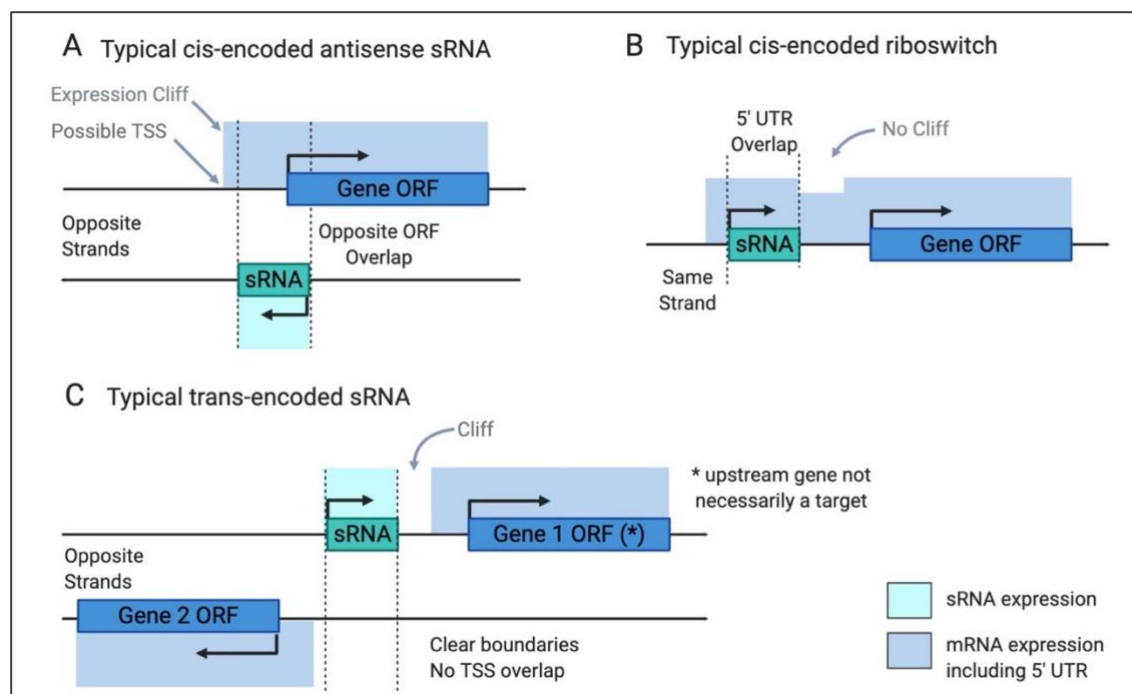 A Typical cis-encoded antisense sRNA
Expression Cliff
Possible TSS
Gene ORF
Opposite
Strands
Opposite ORF
Overlap
sRNA
B Typical cis-encoded riboswitch
5' UTR
Overlap
No Cliff
sRNA
Gene ORF
Same
Strand
C Typical trans-encoded sRNA
Cliff
* upstream gene not
necessarily a target
sRNA
Gene 1 ORF (*)
Opposite
Strands
Gene 2 ORF
Clear boundaries
No TSS overlap
sRNA expression
mRNA expression
including 5' UTR